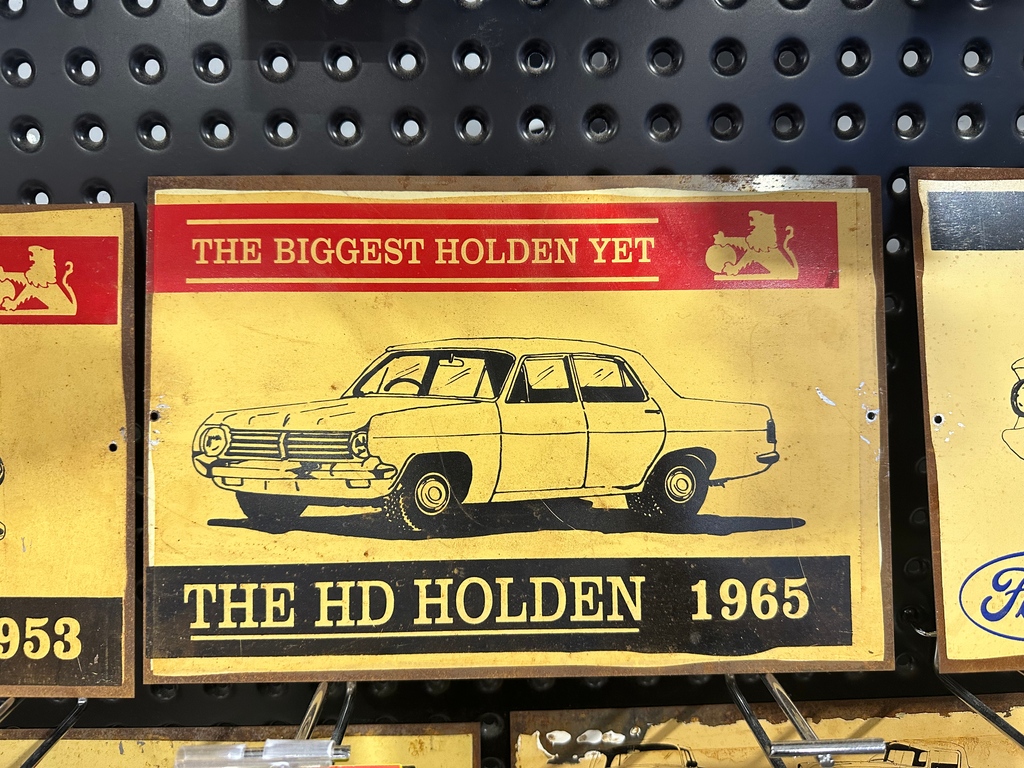 THE BIGGEST HOLDEN YET
THE HD HOLDEN 1965
953